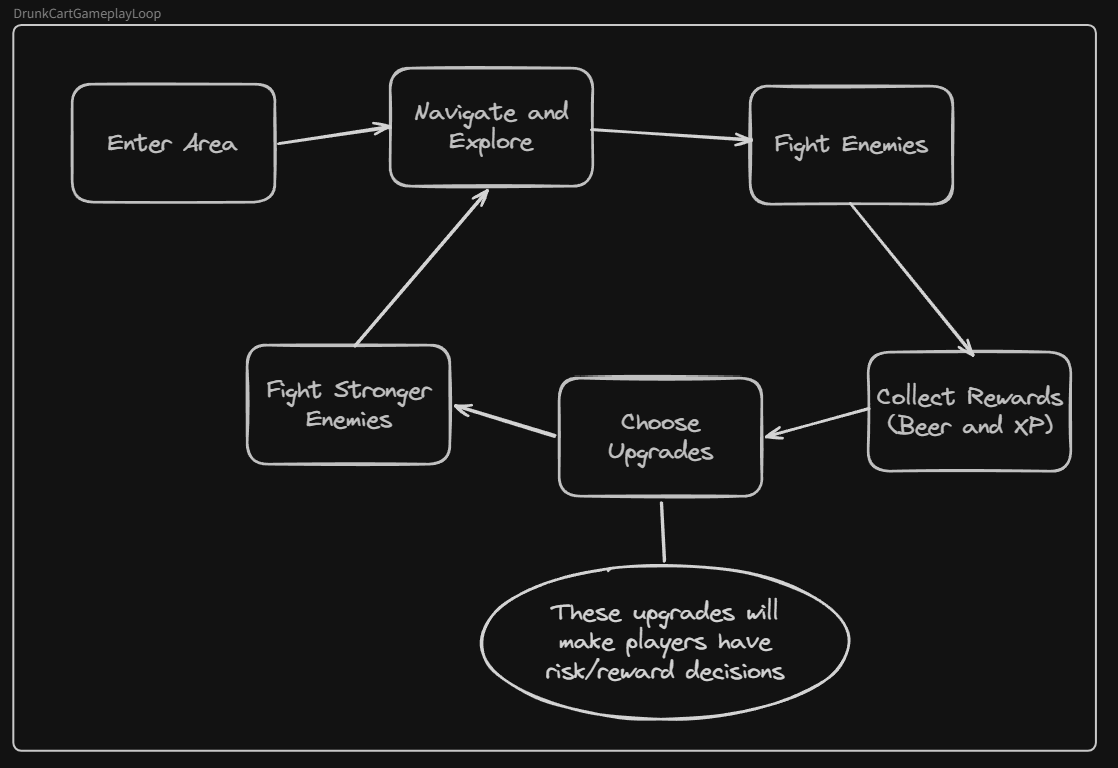 DrunkCartGameplayLoop
Enter Area
Navigate and
Explore
Fight Enemies
Fight Stronger
Enemies
Choose
Upgrades
Collect Rewards
(Beer and XP)
These upgrades will
make players have
risk/reward decisions